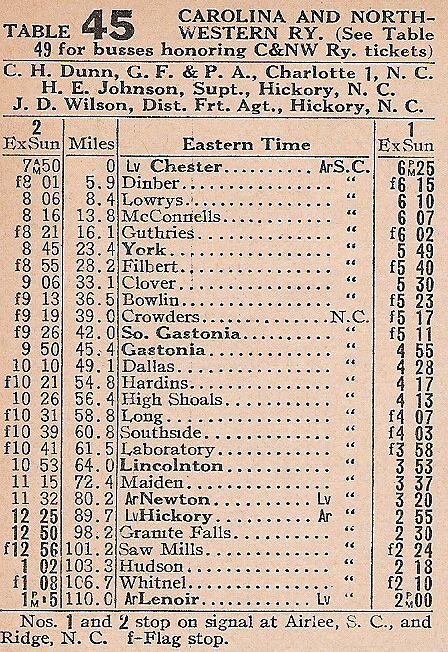 TABLE 45 CAROLINA AND NORTH-
WESTERN RY. (See Table
49 for busses honoring C&NW Ry. tickets)
C. H. Dunn, G. F. & P. A., Charlotte 1, N. C.
H. E. Johnson, Supt., Hickory, N. C.
J. D. Wilson, Dist. Frt. Agt., Hickory, N. C.
2 1
ExSun Miles Eastern Time ExSun
7 AM 50 0 Lv Chester........ Ar S.C. 6 PM 25
f8 01 5.9 Dinber........ “ f6 15
8 06 8.4 Lowrys........ “ 6 10
8 16 13.8 McConnells........ “ 6 07
f8 21 16.1 Guthries........ “ f6 02
8 45 23.4 York........ “ 5 49
f8 55 28.2 Filbert........ “ f5 40
9 06 33.1 Clover........ “ 5 30
f9 13 36.5 Bowlin........ “ f5 23
f9 19 39.0 Crowders........ N.C. f5 17
f9 26 42.0 So. Gastonia........ “ f5 11
9 50 45.4 Gastonia........ “ 4 55
10 10 49.1 Dallas........ “ 4 28
f10 21 54.8 Hardins........ “ 4 17
10 26 56.4 High Shoals........ “ 4 13
f10 31 58.8 Long........ “ f4 07
f10 39 60.8 Southside........ “ f4 03
f10 41 61.5 Laboratory........ “ f3 58
10 53 64.0 Lincolnton........ “ 3 53
11 15 72.4 Maiden........ “ 3 37
11 32 80.2 Ar Newton........ Lv “ 3 20
12 25 89.7 Lv Hickory........ Ar “ 2 55
12 50 98.2 Granite Falls........ “ 2 30
f12 56 101.2 Saw Mills........ “ f2 24
1 02 103.3 Hudson........ “ 2 18
f1 08 106.7 Whitnel........ “ f2 10
1 PM 15 110.0 Ar Lenoir........ Lv “ 2 PM 00
Nos. 1 and 2 stop on signal at Airlee, S. C., and
Ridge, N. C. f-Flag stop.